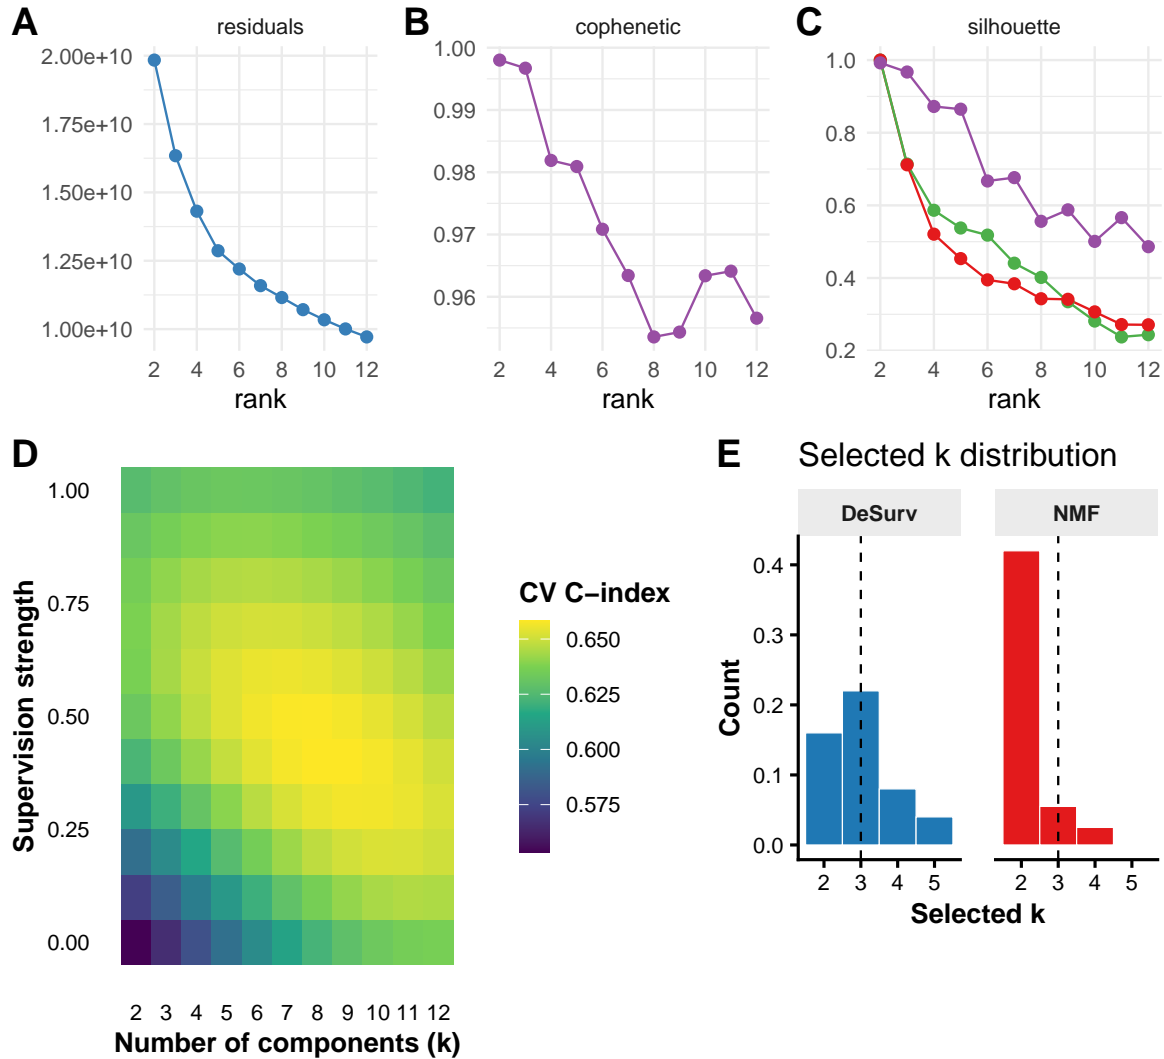 A
residuals
2.00e+10
1.75e+10
1.50e+10
1.25e+10
1.00e+10
2 4 6 8 10 12
rank
B
cophenetic
1.00
0.99
0.98
0.97
0.96
2 4 6 8 10 12
rank
C
silhouette
1.0
0.8
0.6
0.4
0.2
2 4 6 8 10 12
rank
D
Supervision strength
1.00
0.75
0.50
0.25
0.00
2 3 4 5 6 7 8 9 10 11 12
Number of components (k)
CV C−index
0.650
0.625
0.600
0.575
E
Selected k distribution
DeSurv
NMF
Count
0.4
0.3
0.2
0.1
0.0
2 3 4 5
2 3 4 5
Selected k